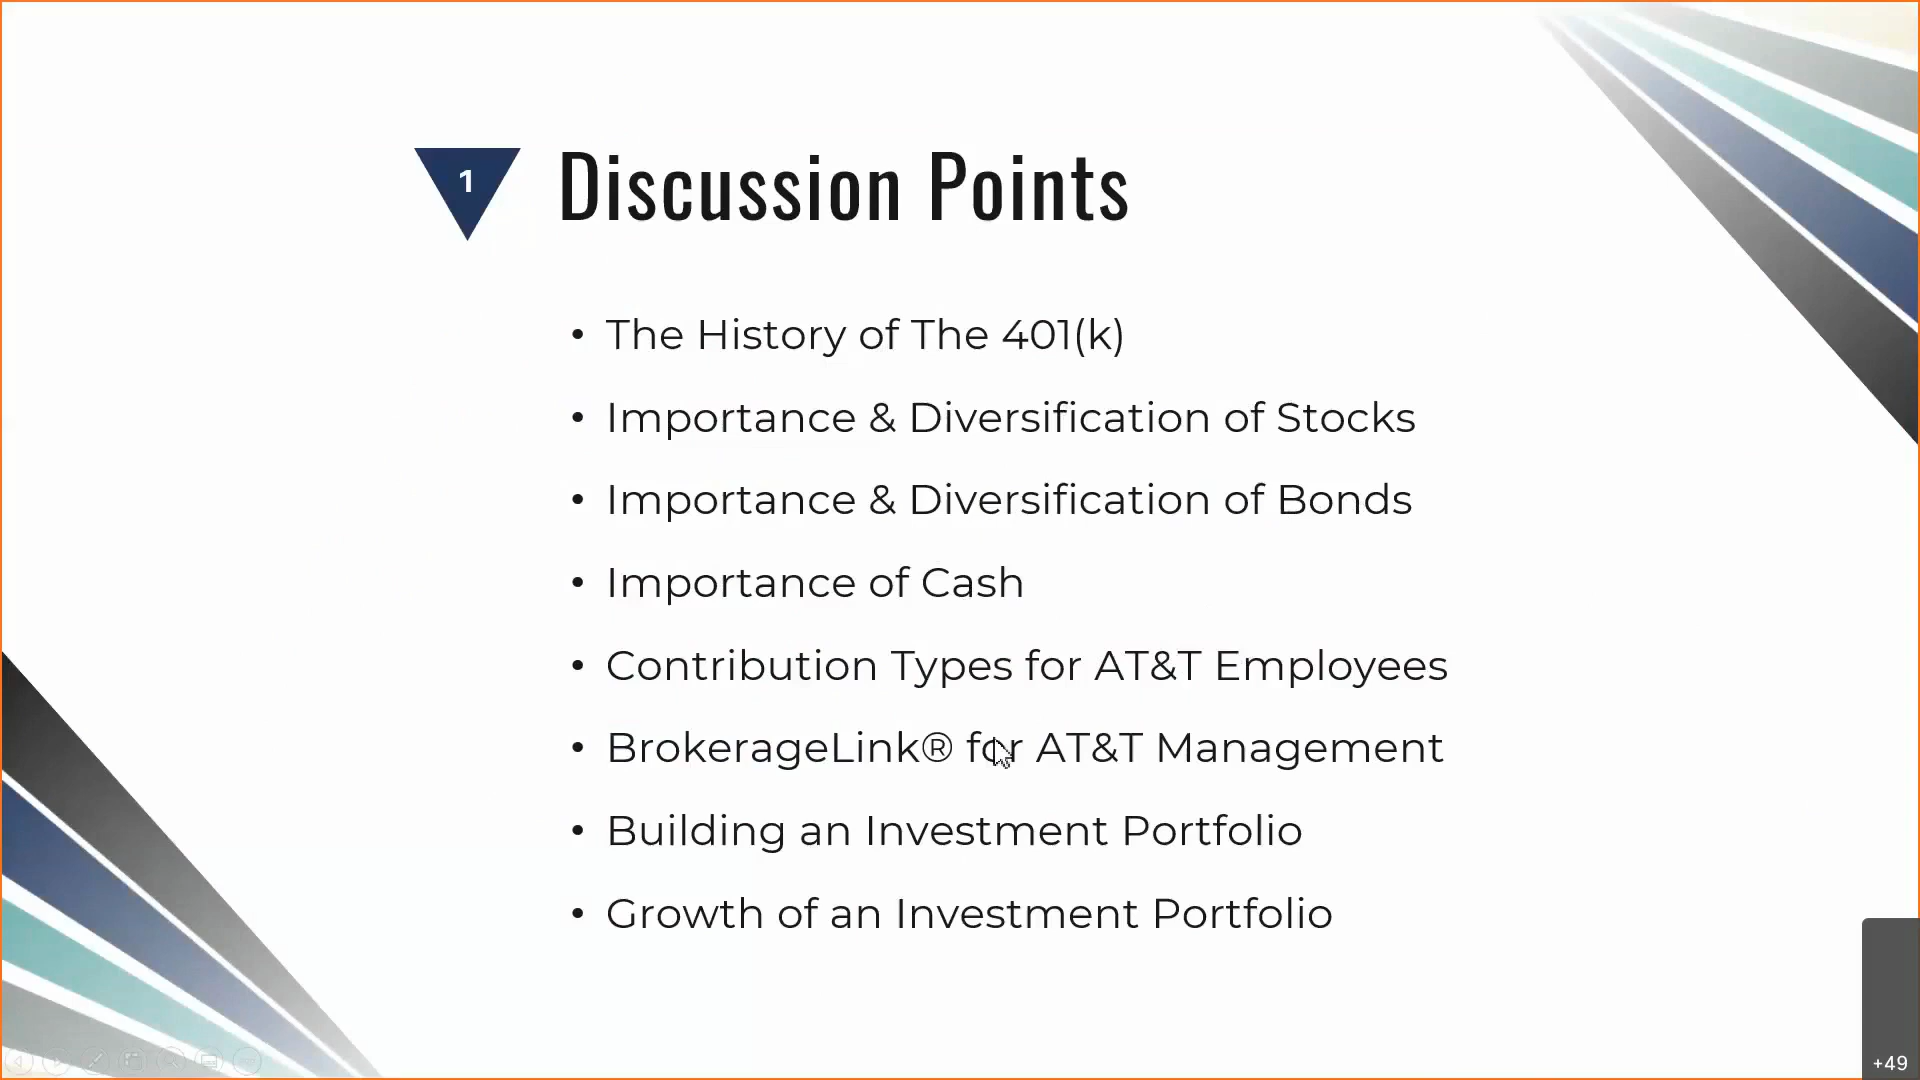 1
Discussion Points
• The History of The 401(k)
• Importance & Diversification of Stocks
• Importance & Diversification of Bonds
• Importance of Cash
• Contribution Types for AT&T Employees
• BrokerageLink® for AT&T Management
• Building an Investment Portfolio
• Growth of an Investment Portfolio
+49